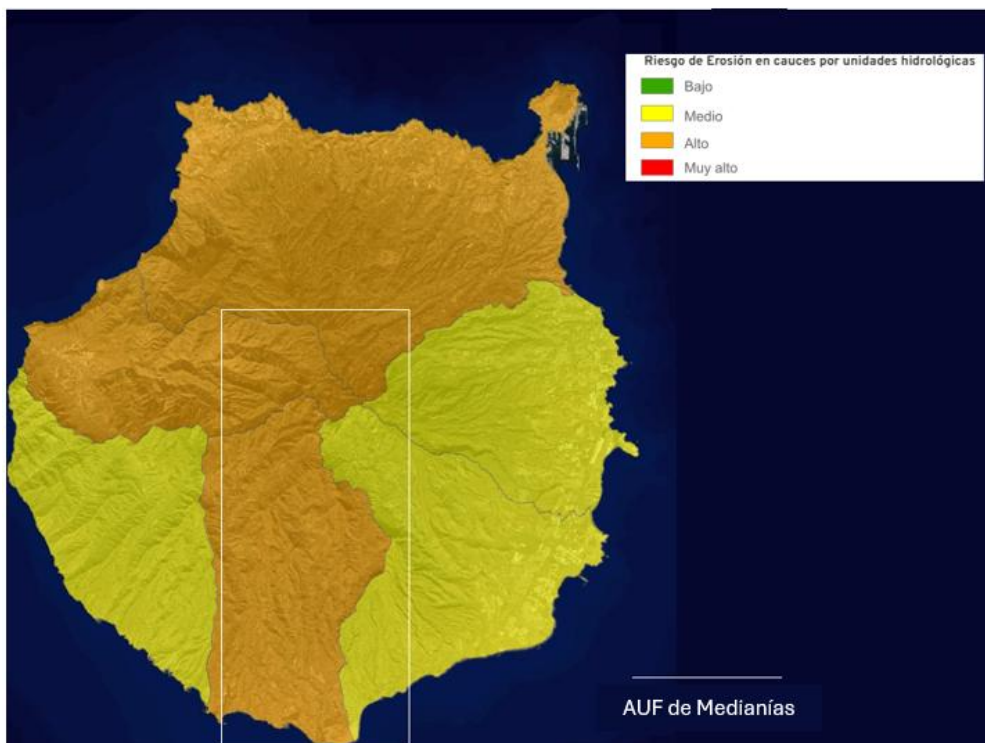 Riesgo de Erosión en cauces por unidades hidrológicas
Bajo
Medio
Alto
Muy alto
AUF de Medianías